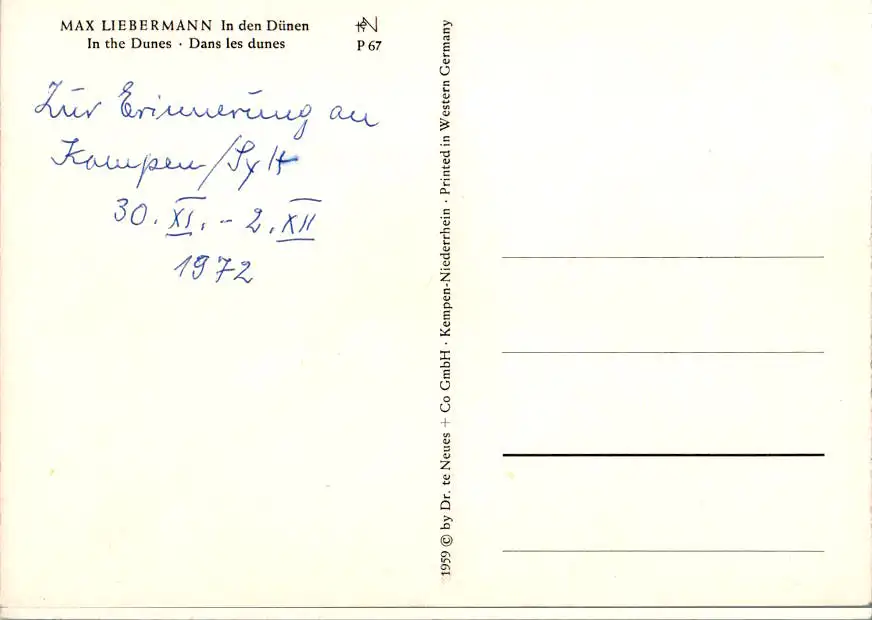 MAX LIEBERMANN In den Dünen
In the Dunes · Dans les dunes
P 67
Zur Erinnerung an
Kampen/Sylt
30. XI. - 2. XII
1972
1959 © by Dr. te Neues + Co GmbH · Kempen-Niederrhein · Printed in Western Germany